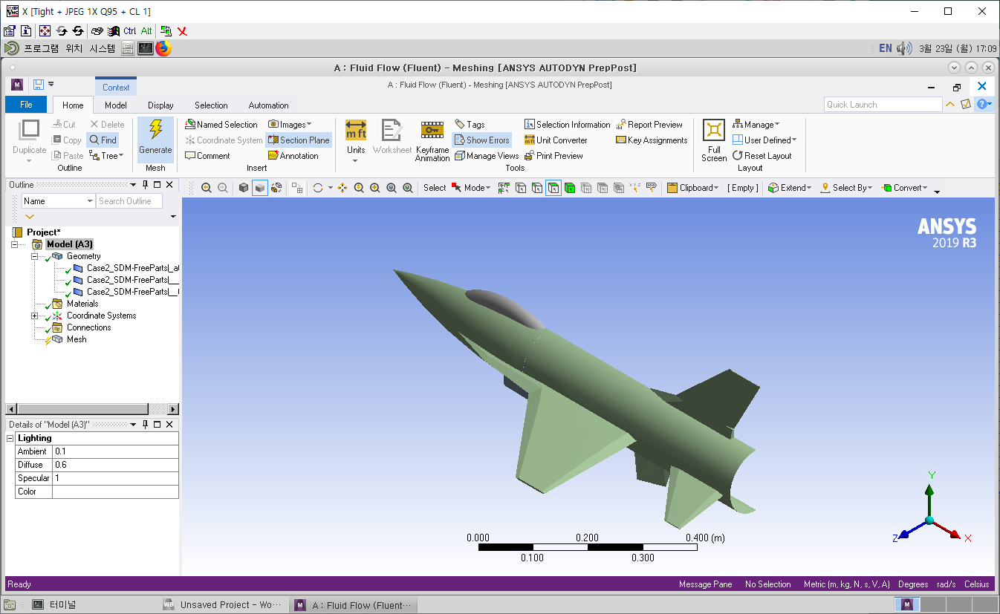 X [Tight + JPEG 1X Q95 + CL 1]
Ctrl Alt
프로그램 위치 시스템
EN 3월 23일 (월) 17:09
A : Fluid Flow (Fluent) - Meshing [ANSYS AUTODYN PrepPost]
Context
A : Fluid Flow (Fluent) - Meshing [ANSYS AUTODYN PrepPost]
File Home Model Display Selection Automation
Quick Launch
Duplicate
Cut
Copy
Paste
Delete
Find
Tree
Outline
Generate
Mesh
Named Selection
Coordinate System
Comment
Images
Section Plane
Annotation
Insert
Units
Worksheet
Keyframe
Animation
Tags
Show Errors
Manage Views
Selection Information
Unit Converter
Print Preview
Report Preview
Key Assignments
Tools
Full
Screen
Manage
User Defined
Reset Layout
Layout
Outline
Select Mode Clipboard [ Empty ] Extend Select By Convert
Name Search Outline
Project*
Model (A3)
Geometry
Case2_SDM-FreeParts|_a
Case2_SDM-FreeParts|__
Case2_SDM-FreeParts|__
Materials
Coordinate Systems
Connections
Mesh
Details of "Model (A3)"
Lighting
Ambient 0.1
Diffuse 0.6
Specular 1
Color
ANSYS
2019 R3
0.000 0.200 0.400 (m)
0.100 0.300
Y
Z X
Ready
Message Pane No Selection Metric (m, kg, N, s, V, A) Degrees rad/s Celsius
터미널
Unsaved Project - Wo···
A : Fluid Flow (Fluent···